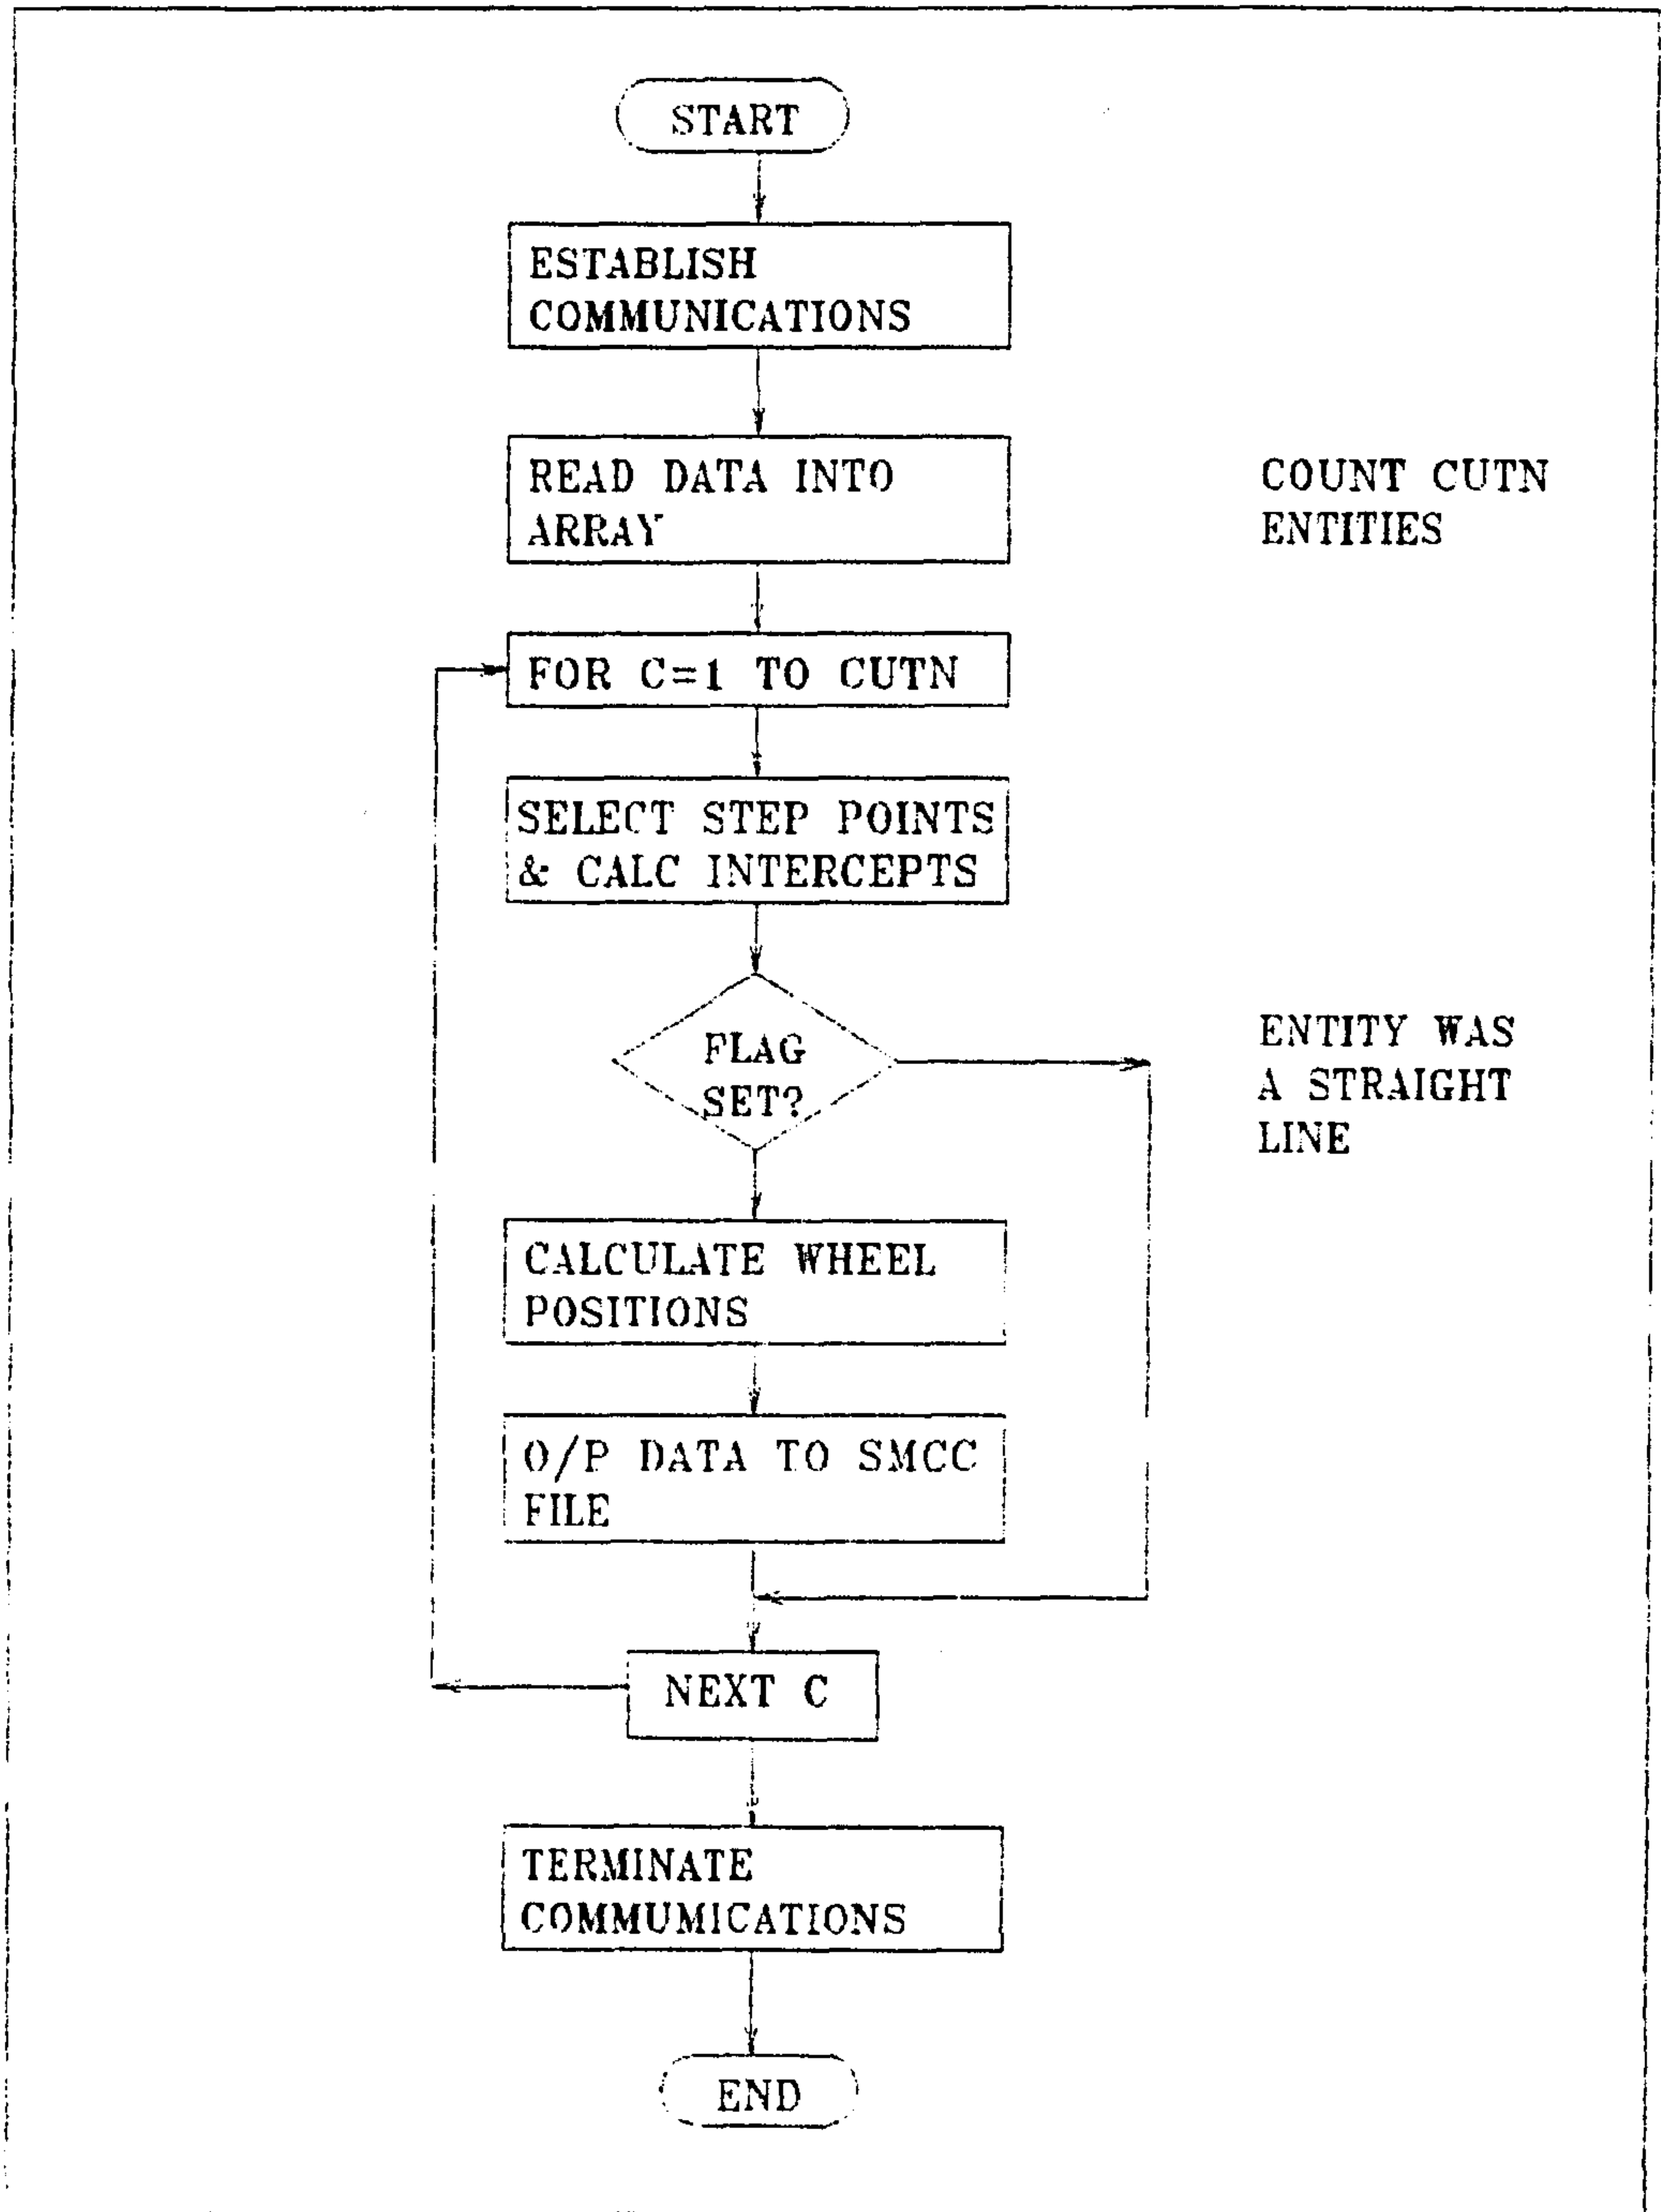 START
ESTABLISH
COMMUNICATIONS
READ DATA INTO
ARRAY
COUNT CUTN
ENTITIES
FOR C=1 TO CUTN
SELECT STEP POINTS
& CALC INTERCEPTS
FLAG
SET?
ENTITY WAS
A STRAIGHT
LINE
CALCULATE WHEEL
POSITIONS
O/P DATA TO SMCC
FILE
NEXT C
TERMINATE
COMMUMICATIONS
END